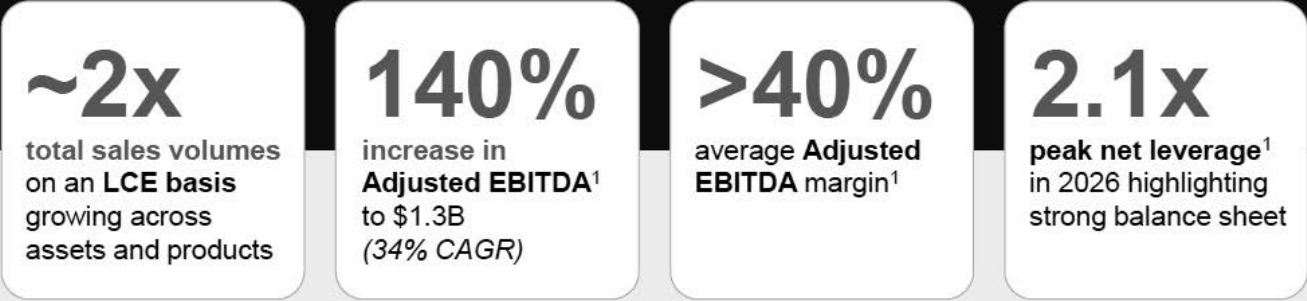 ~2x
total sales volumes
on an LCE basis
growing across
assets and products
140%
increase in
Adjusted EBITDA¹
to $1.3B
(34% CAGR)
>40%
average Adjusted
EBITDA margin¹
2.1x
peak net leverage¹
in 2026 highlighting
strong balance sheet